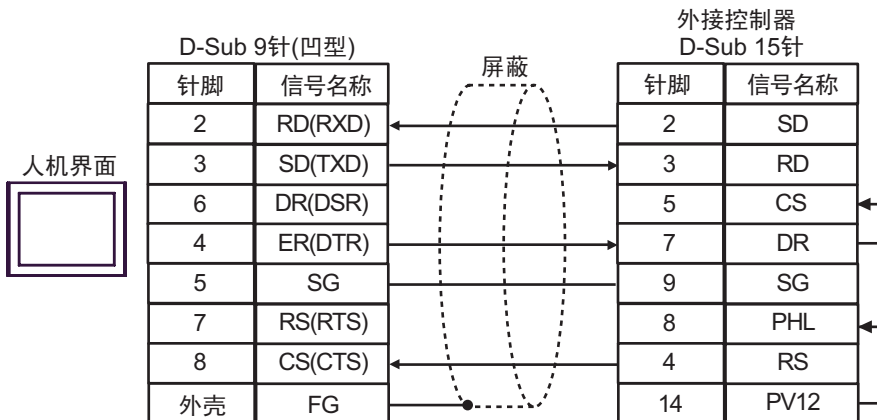 外接控制器
D-Sub 9针(凹型) D-Sub 15针
屏蔽
针脚 信号名称 针脚 信号名称
2 RD(RXD) 2 SD
人机界面
3 SD(TXD) 3 RD
6 DR(DSR) 5 CS
4 ER(DTR) 7 DR
5 SG 9 SG
7 RS(RTS) 8 PHL
8 CS(CTS) 4 RS
外壳 FG 14 PV12